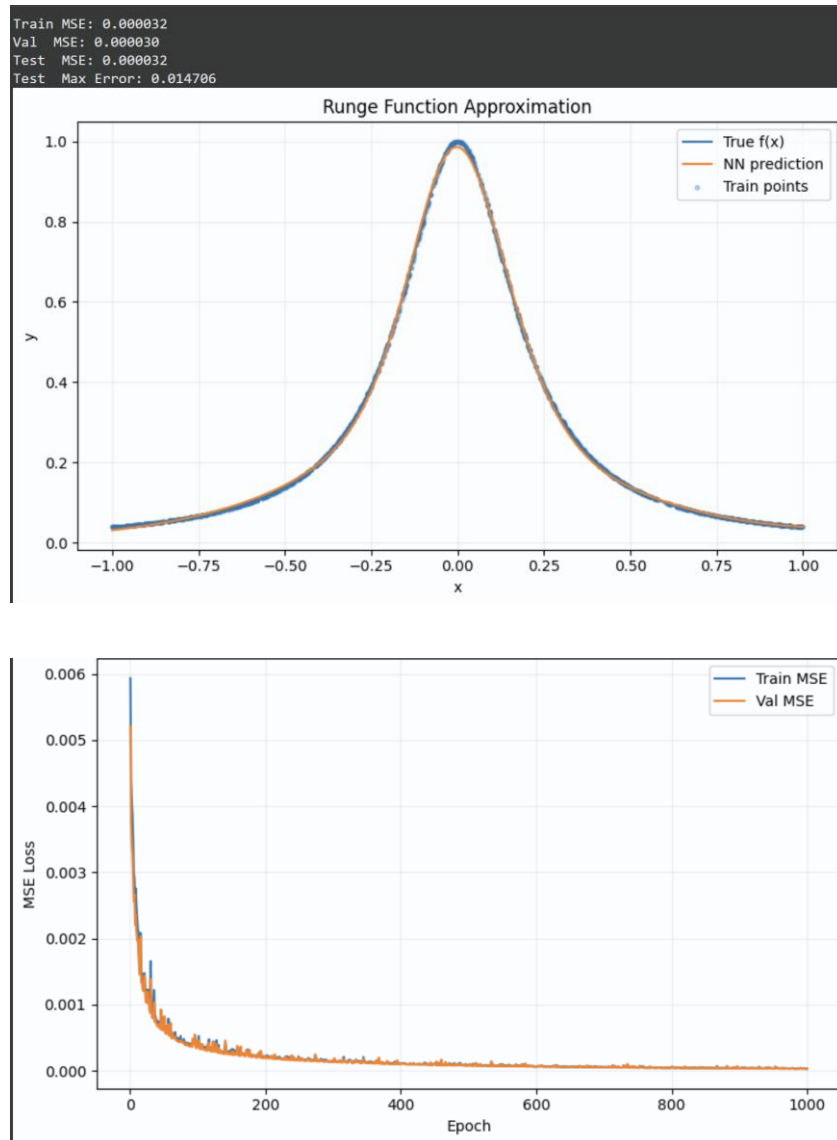 Train MSE: 0.000032
Val  MSE: 0.000030
Test  MSE: 0.000032
Test  Max Error: 0.014706
Runge Function Approximation
True f(x)
NN prediction
Train points
1.0
0.8
0.6
0.4
0.2
0.0
y
−1.00 −0.75 −0.50 −0.25 0.00 0.25 0.50 0.75 1.00
x
Train MSE
Val MSE
0.006
0.005
0.004
0.003
0.002
0.001
0.000
MSE Loss
0 200 400 600 800 1000
Epoch